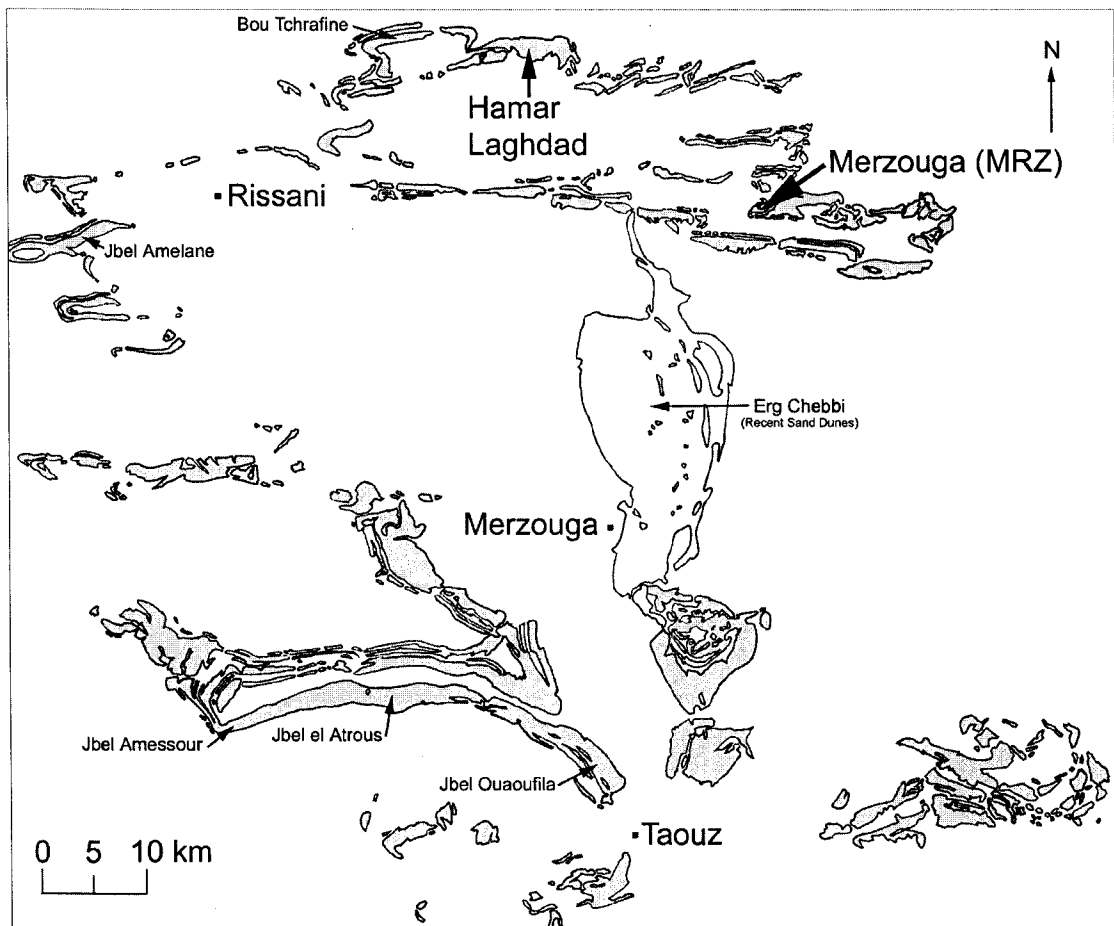 Bou Tchrafine
N
Hamar
Laghdad
Merzouga (MRZ)
Rissani
Jbel Amelane
Erg Chebbi
(Recent Sand Dunes)
Merzouga
Jbel Amessour
Jbel el Atrous
Jbel Ouaoufila
Taouz
0 5 10 km